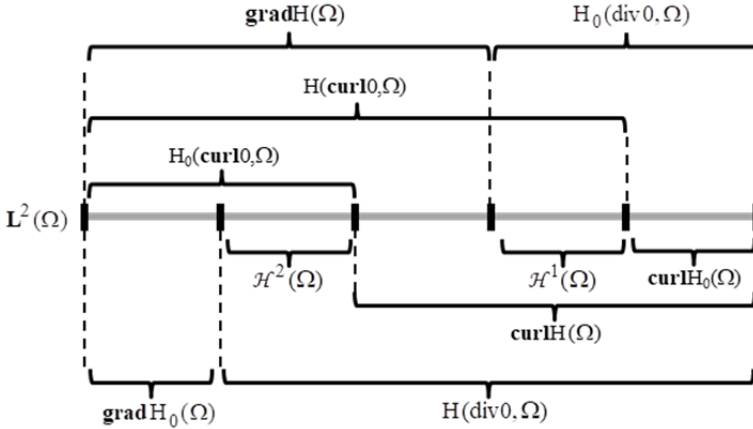 gradH(Ω) H₀(div0,Ω)
H(curl0,Ω)
H₀(curl0,Ω)
L²(Ω)
ℋ²(Ω) ℋ¹(Ω) curlH₀(Ω)
curlH(Ω)
gradH₀(Ω) H(div0,Ω)